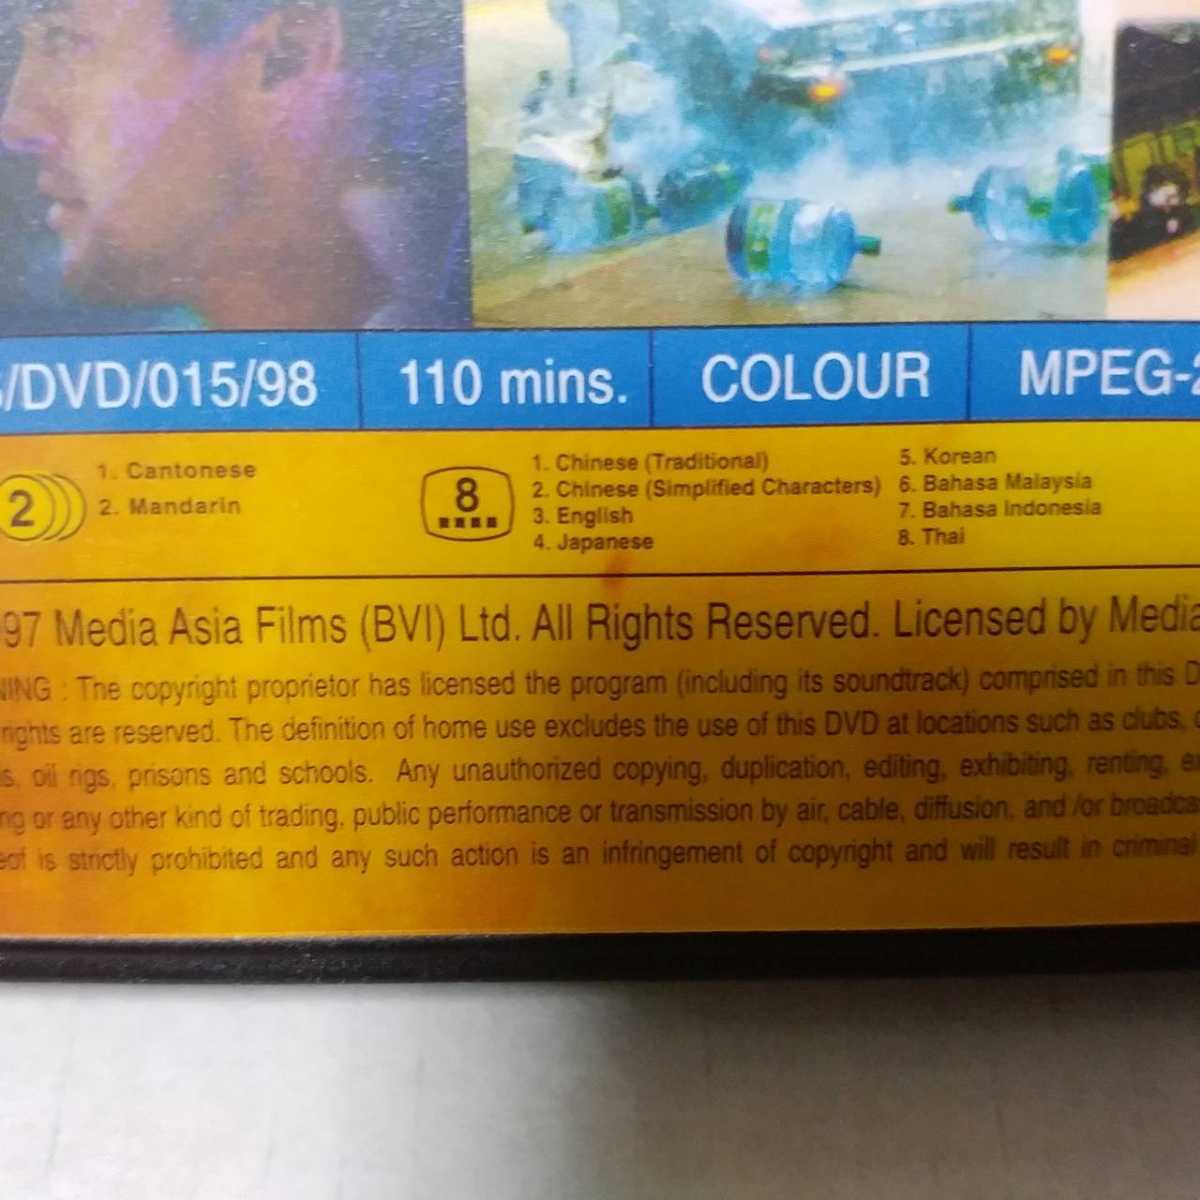 /DVD/015/98 110 mins. COLOUR MPEG-2
2
1. Cantonese
2. Mandarin
8
1. Chinese (Traditional)
2. Chinese (Simplified Characters)
3. English
4. Japanese
5. Korean
6. Bahasa Malaysia
7. Bahasa Indonesia
8. Thai
97 Media Asia Films (BVI) Ltd. All Rights Reserved. Licensed by Media
NING : The copyright proprietor has licensed the program (including its soundtrack) comprised in this D
rights are reserved. The definition of home use excludes the use of this DVD at locations such as clubs,
s, oil rigs, prisons and schools. Any unauthorized copying, duplication, editing, exhibiting, renting, ex
ng or any other kind of trading, public performance or transmission by air, cable, diffusion, and /or broadca
eof is strictly prohibited and any such action is an infringement of copyright and will result in criminal